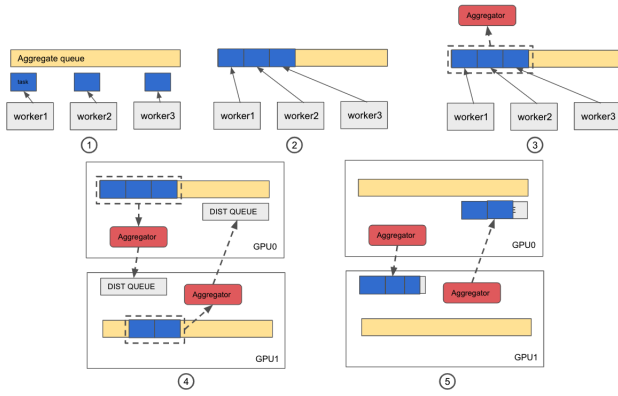 Aggregate queue
task
worker1
worker2
worker3
1
worker1
worker2
worker3
2
Aggregator
worker1
worker2
worker3
3
DIST QUEUE
Aggregator
GPU0
DIST QUEUE
Aggregator
GPU1
4
E
Aggregator
GPU0
Aggregator
GPU1
5